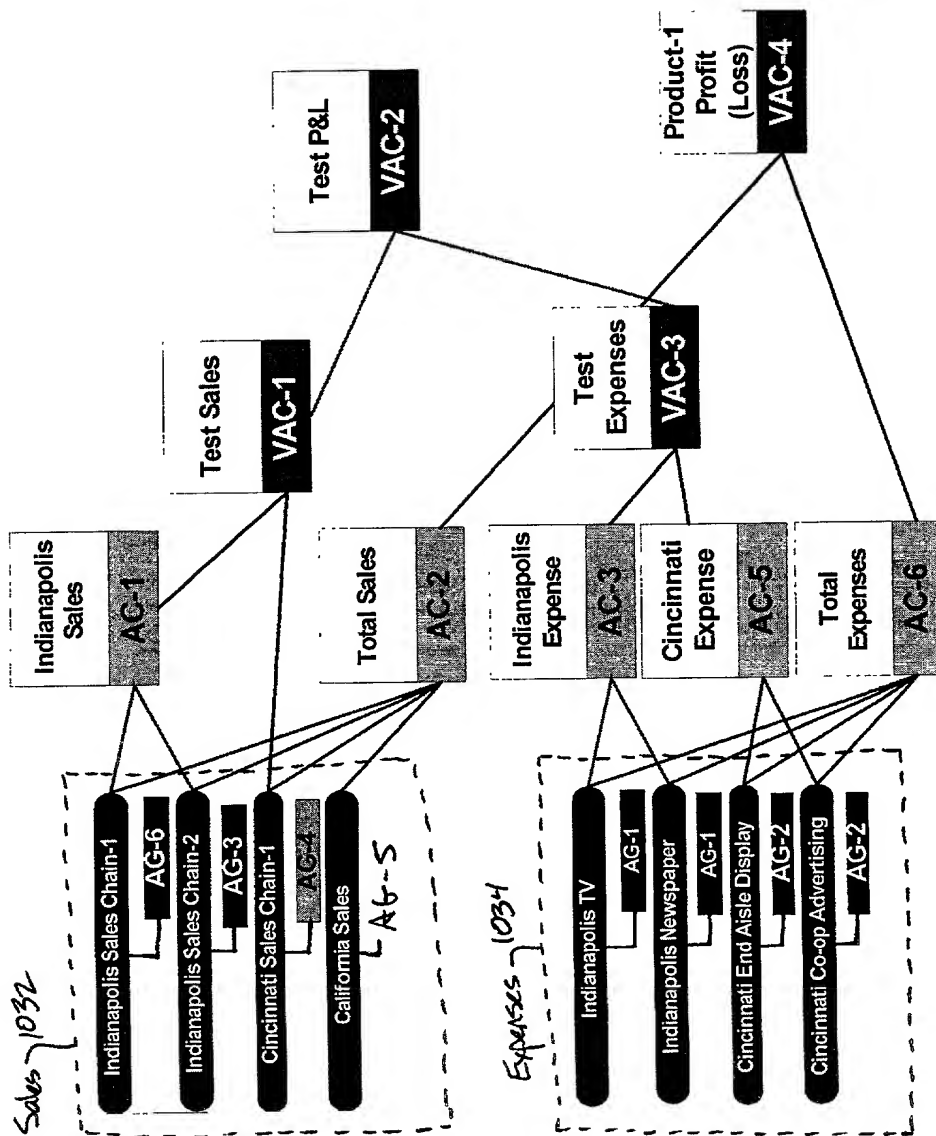 Sales 1032
Indianapolis Sales Chain-1
AG-6
Indianapolis Sales Chain-2
AG-3
Cincinnati Sales Chain-1
AC-4
California Sales
AG-5
Expenses 1034
Indianapolis TV
AG-1
Indianapolis Newspaper
AG-1
Cincinnati End Aisle Display
AG-2
Cincinnati Co-op Advertising
AG-2
Indianapolis
Sales
AC-1
Total Sales
AC-2
Indianapolis
Expense
AC-3
Cincinnati
Expense
AC-5
Total
Expenses
AC-6
Test Sales
VAC-1
Test
Expenses
VAC-3
Test P&L
VAC-2
Product-1
Profit
(Loss)
VAC-4